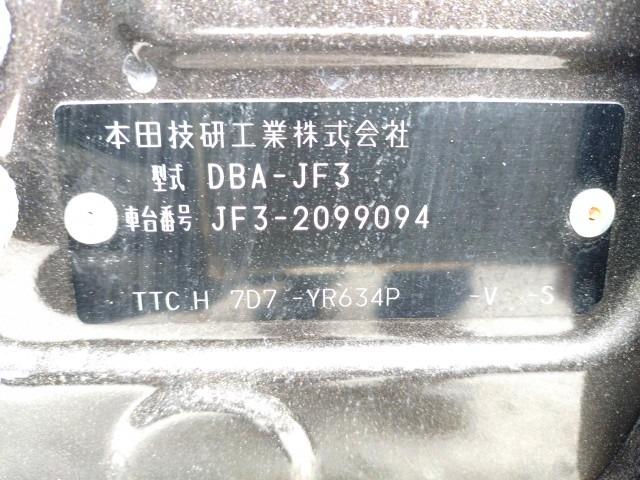 本田技研工業株式会社
型式 DBA-JF3
車台番号 JF3-2099094
TTC H 7D7 -YR634P -V -S